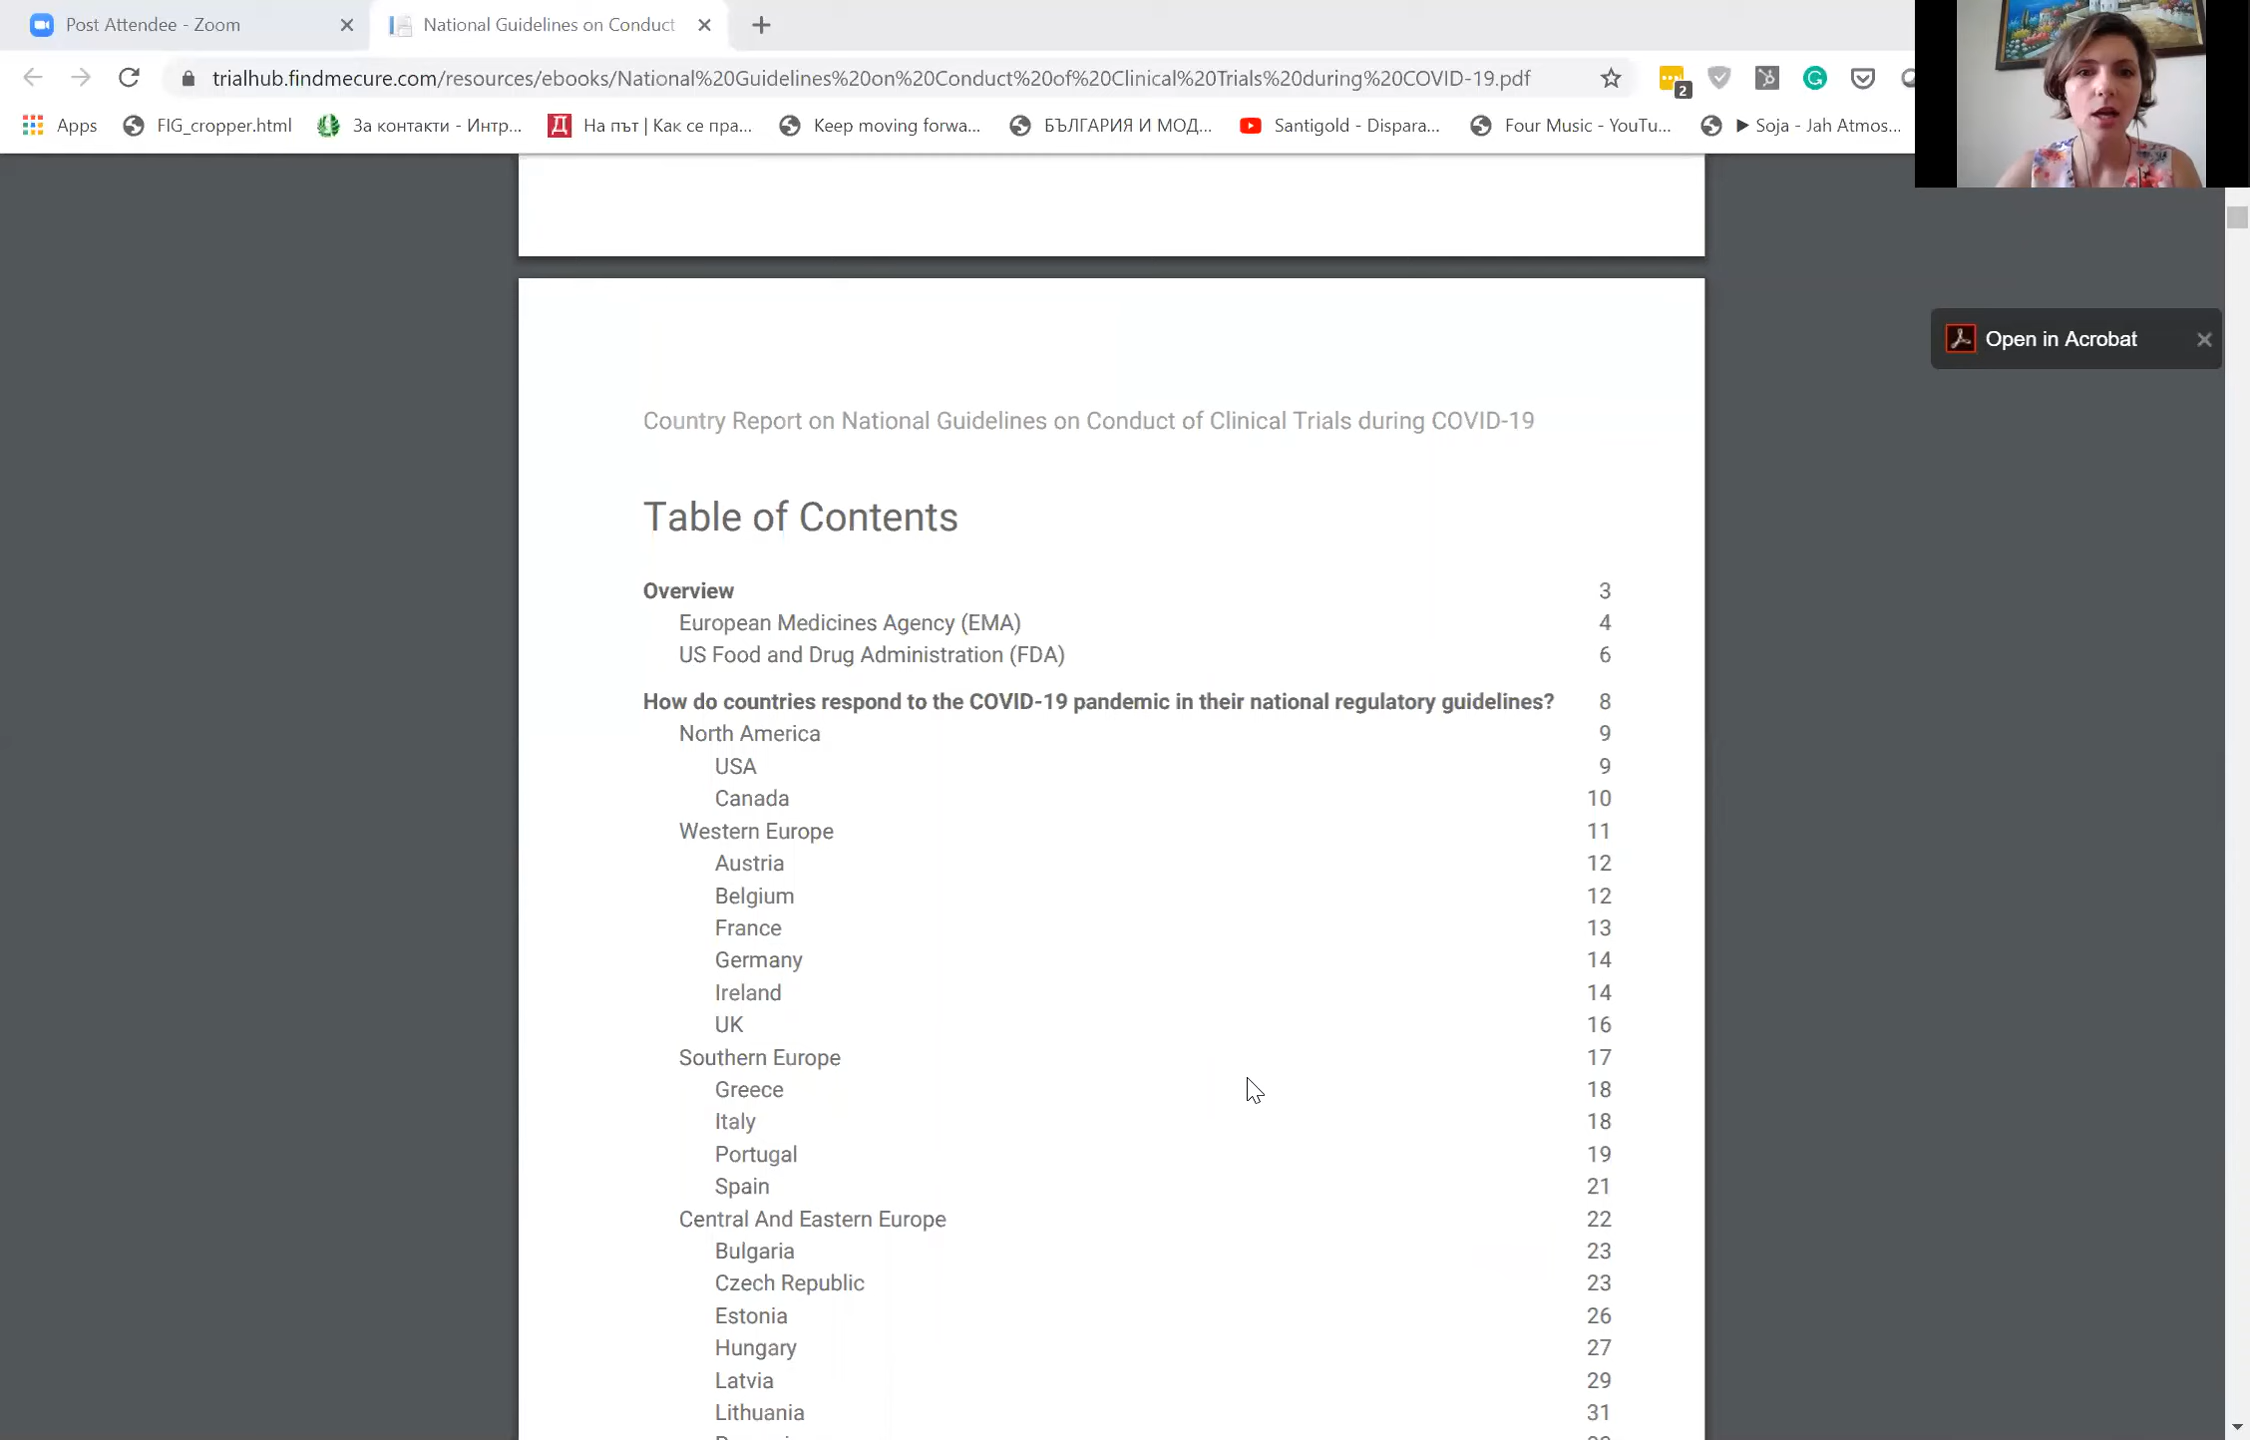 Post Attendee - Zoom
National Guidelines on Conduct
trialhub.findmecure.com/resources/ebooks/National%20Guidelines%20on%20Conduct%20of%20Clinical%20Trials%20during%20COVID-19.pdf
2
Apps
FIG_cropper.html
За контакти - Интр...
Д
На път | Как се пра...
Keep moving forwa...
БЪЛГАРИЯ И МОД...
Santigold - Dispara...
Four Music - YouTu...
► Soja - Jah Atmos...
Open in Acrobat
Country Report on National Guidelines on Conduct of Clinical Trials during COVID-19
Table of Contents
Overview 3
European Medicines Agency (EMA) 4
US Food and Drug Administration (FDA) 6
How do countries respond to the COVID-19 pandemic in their national regulatory guidelines? 8
North America 9
USA 9
Canada 10
Western Europe 11
Austria 12
Belgium 12
France 13
Germany 14
Ireland 14
UK 16
Southern Europe 17
Greece 18
Italy 18
Portugal 19
Spain 21
Central And Eastern Europe 22
Bulgaria 23
Czech Republic 23
Estonia 26
Hungary 27
Latvia 29
Lithuania 31